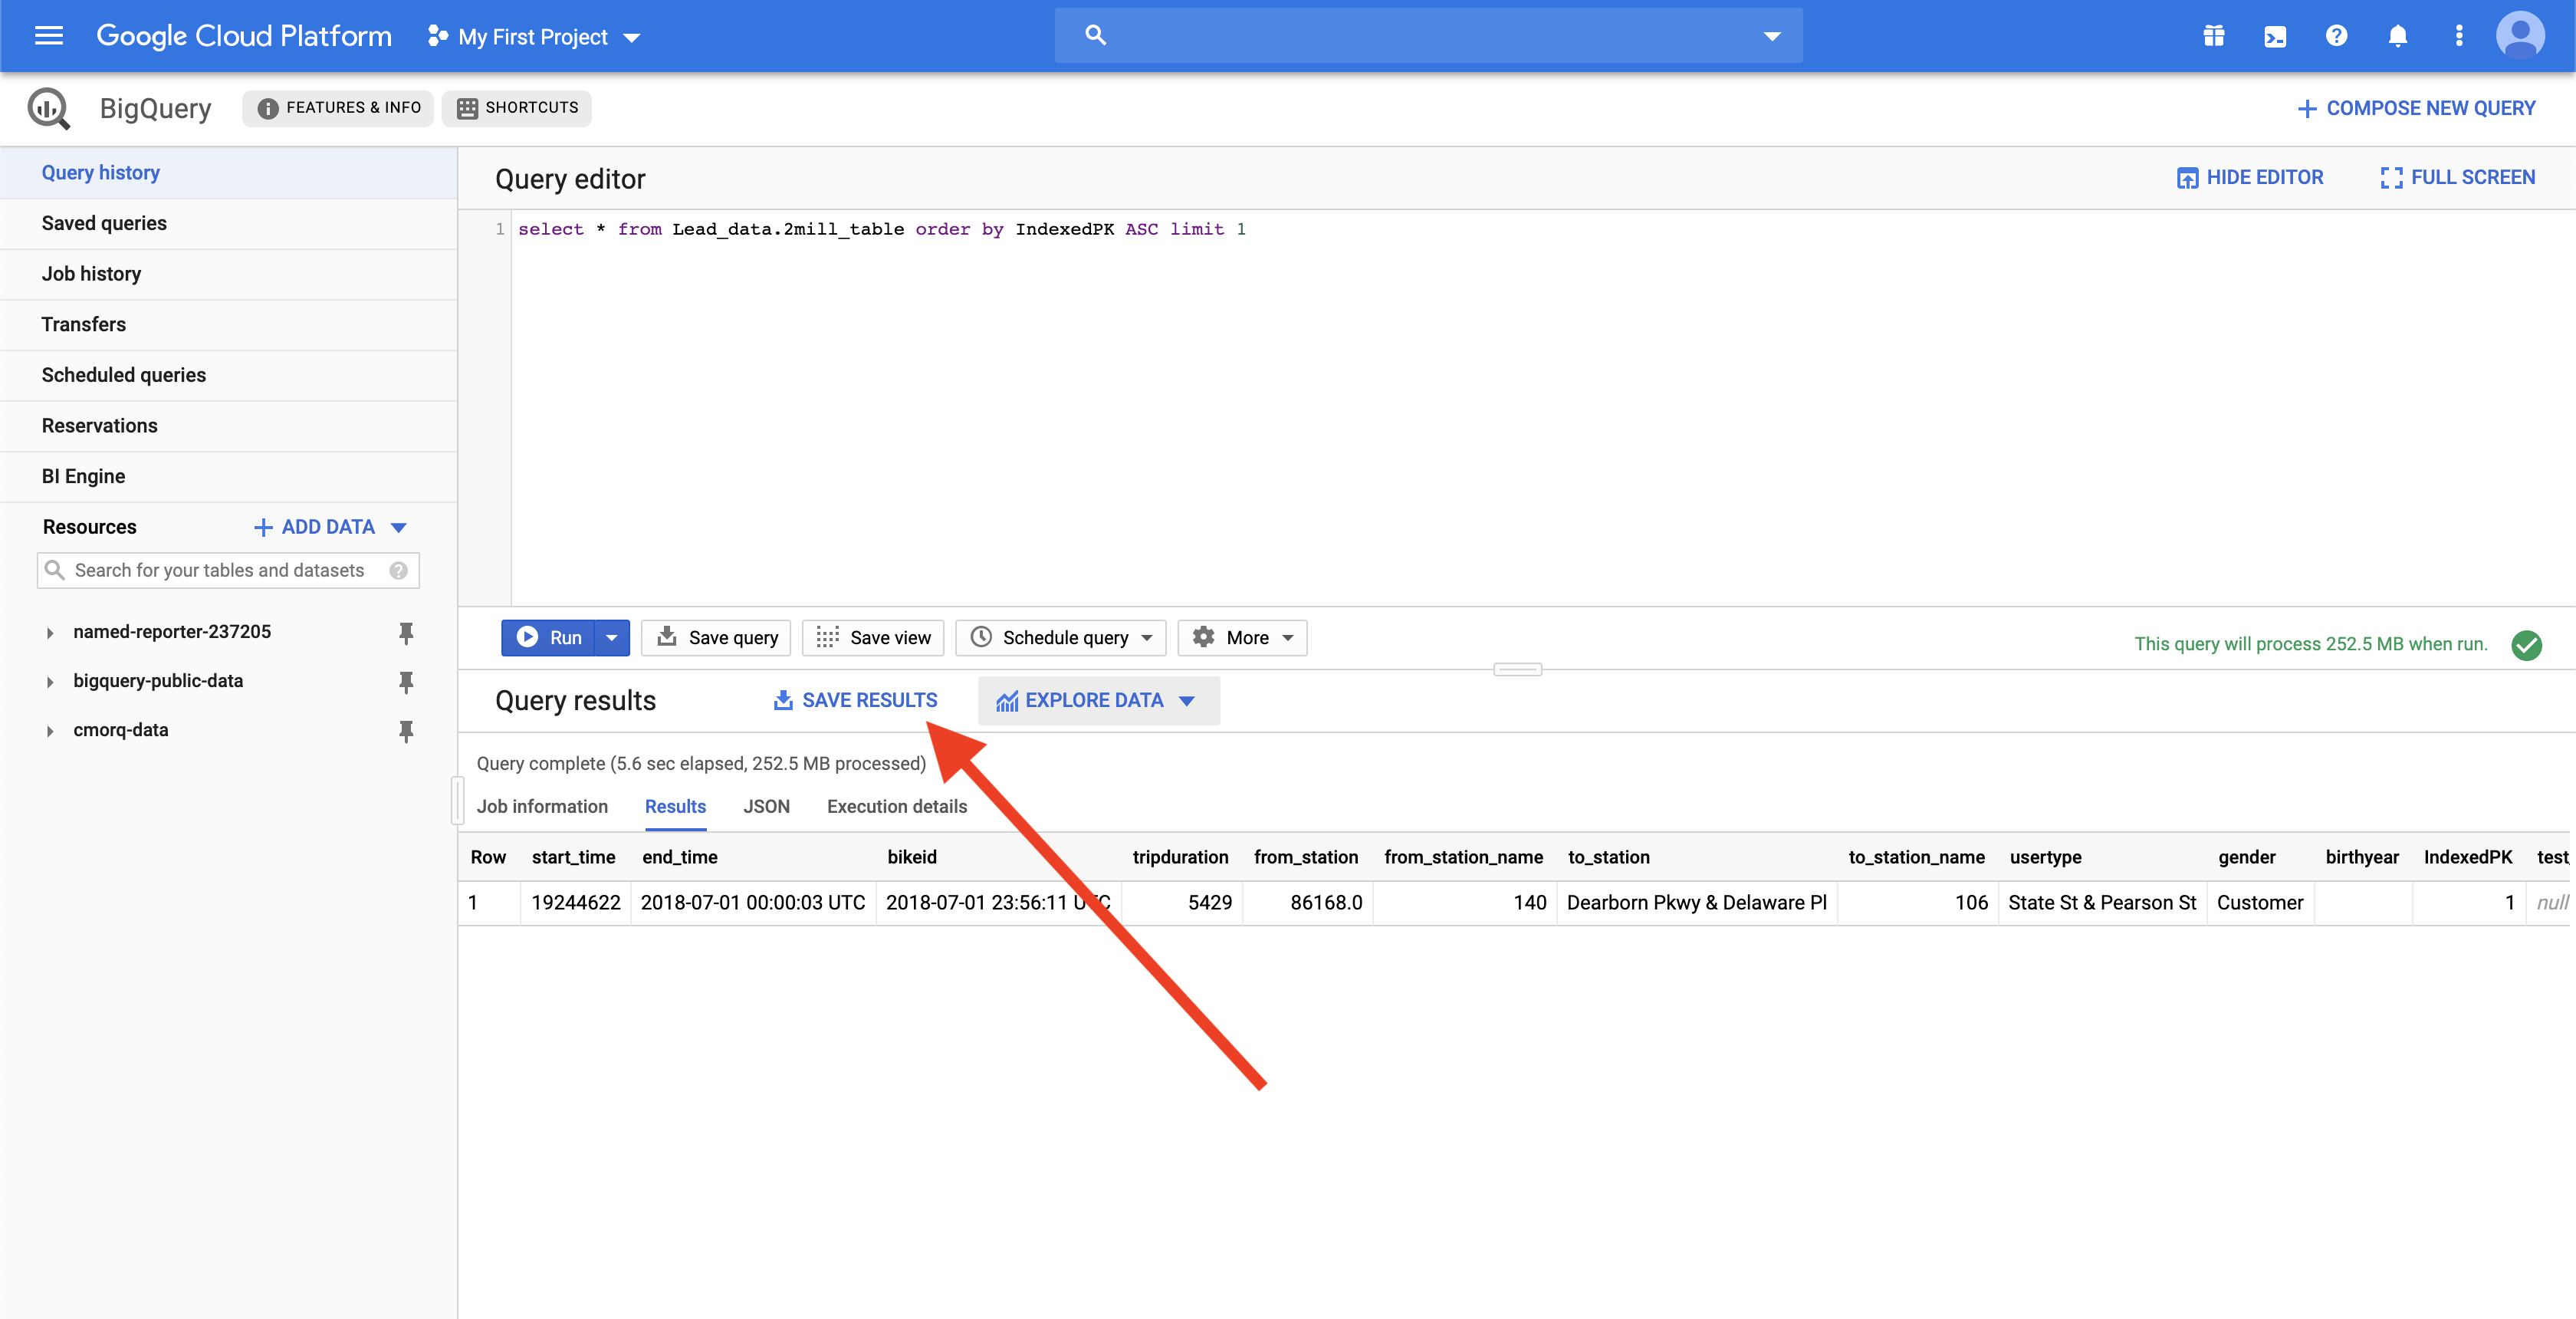 Google Cloud Platform My First Project
BigQuery FEATURES & INFO SHORTCUTS COMPOSE NEW QUERY
Query history
Saved queries
Job history
Transfers
Scheduled queries
Reservations
BI Engine
Resources ADD DATA
Search for your tables and datasets
named-reporter-237205
bigquery-public-data
cmorq-data
Query editor HIDE EDITOR FULL SCREEN
1 select * from Lead_data.2mill_table order by IndexedPK ASC limit 1
Run Save query Save view Schedule query More This query will process 252.5 MB when run.
Query results SAVE RESULTS EXPLORE DATA
Query complete (5.6 sec elapsed, 252.5 MB processed)
Job information Results JSON Execution details
Row start_time end_time bikeid tripduration from_station from_station_name to_station to_station_name usertype gender birthyear IndexedPK test_
1 19244622 2018-07-01 00:00:03 UTC 2018-07-01 23:56:11 UTC 5429 86168.0 140 Dearborn Pkwy & Delaware Pl 106 State St & Pearson St Customer 1 null